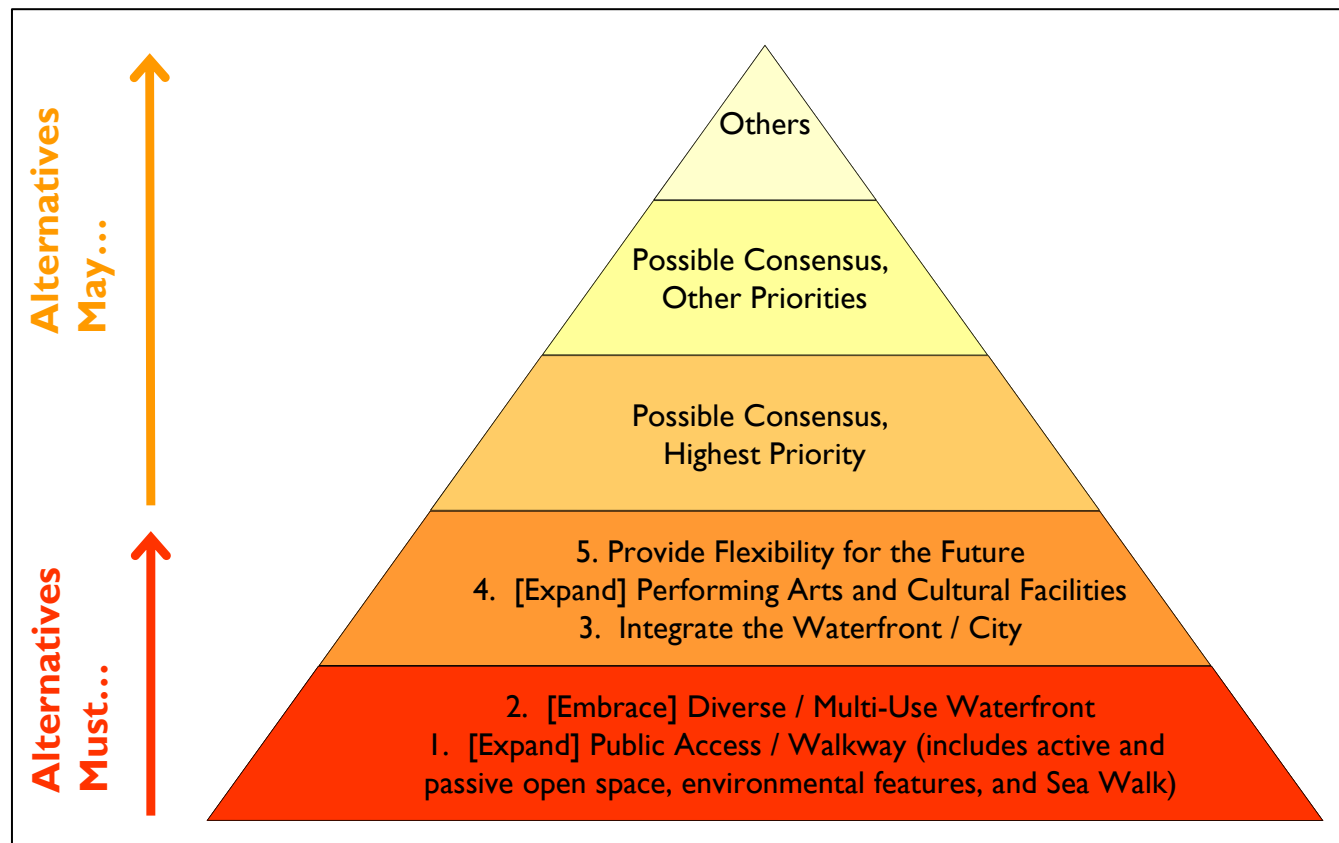 Alternatives
May...
Others
Possible Consensus,
Other Priorities
Possible Consensus,
Highest Priority
Alternatives
Must...
5. Provide Flexibility for the Future
4. [Expand] Performing Arts and Cultural Facilities
3. Integrate the Waterfront / City
2. [Embrace] Diverse / Multi-Use Waterfront
1. [Expand] Public Access / Walkway (includes active and
passive open space, environmental features, and Sea Walk)